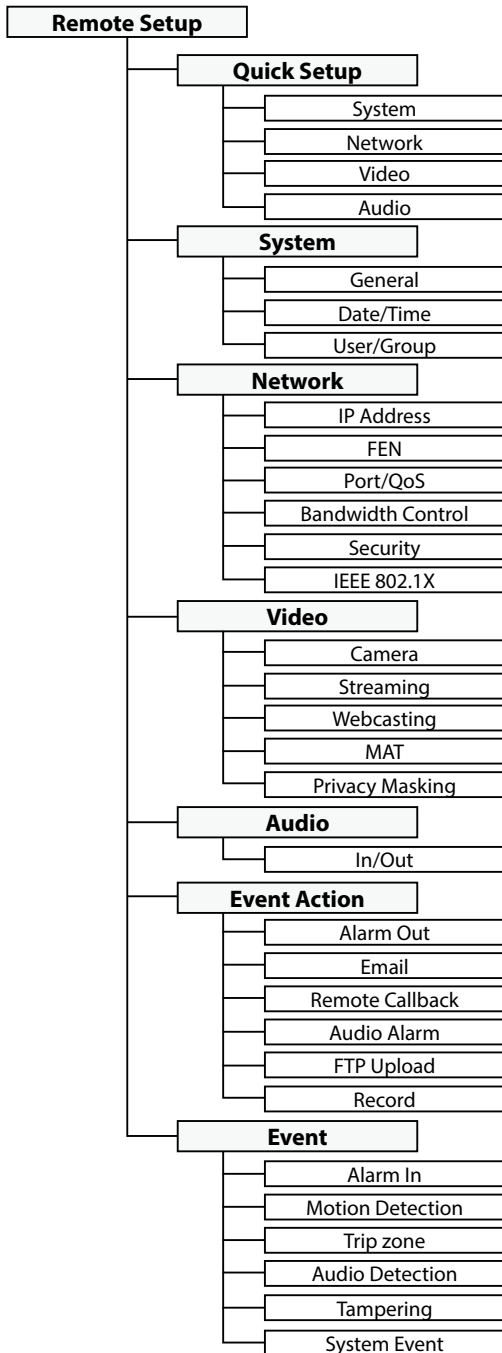 Remote Setup
Quick Setup
System
Network
Video
Audio
System
General
Date/Time
User/Group
Network
IP Address
FEN
Port/QoS
Bandwidth Control
Security
IEEE 802.1X
Video
Camera
Streaming
Webcasting
MAT
Privacy Masking
Audio
In/Out
Event Action
Alarm Out
Email
Remote Callback
Audio Alarm
FTP Upload
Record
Event
Alarm In
Motion Detection
Trip zone
Audio Detection
Tampering
System Event